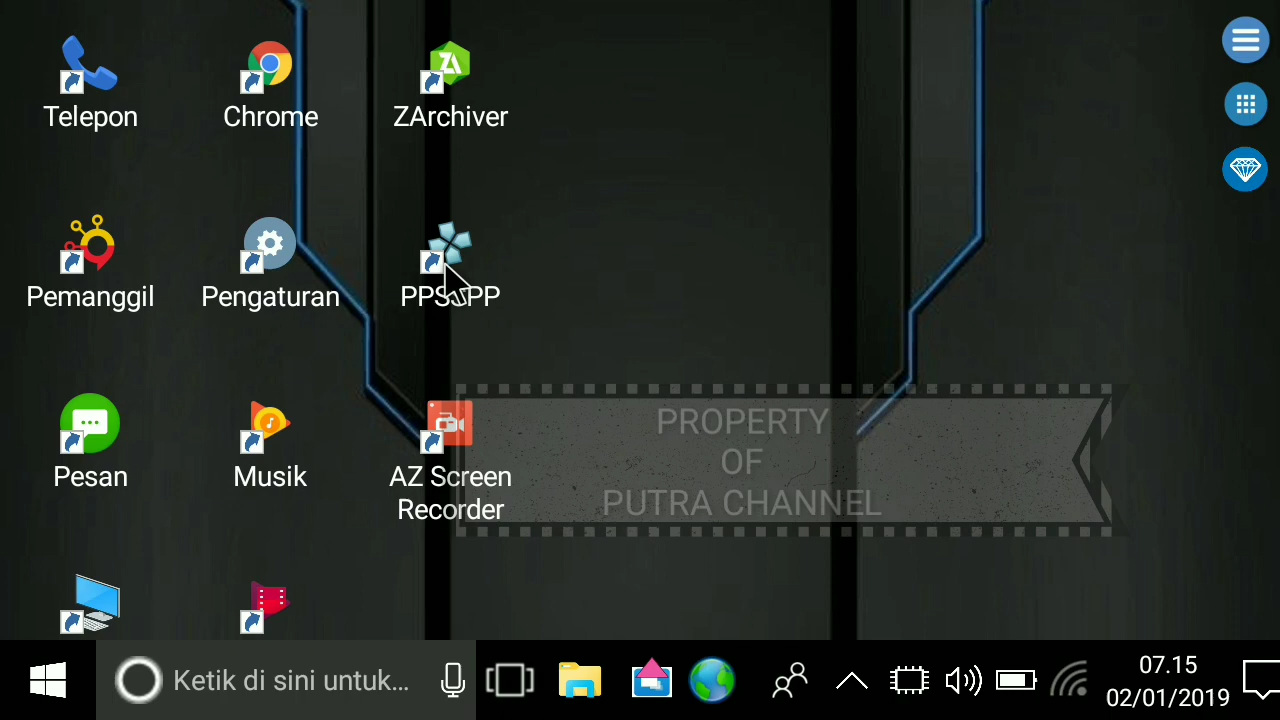 Telepon
Chrome
ZArchiver
Pemanggil
Pengaturan
Pesan
Musik
AZ Screen
Recorder
PROPERTY
OF
PUTRA CHANNEL
Ketik di sini untuk...
07.15
02/01/2019